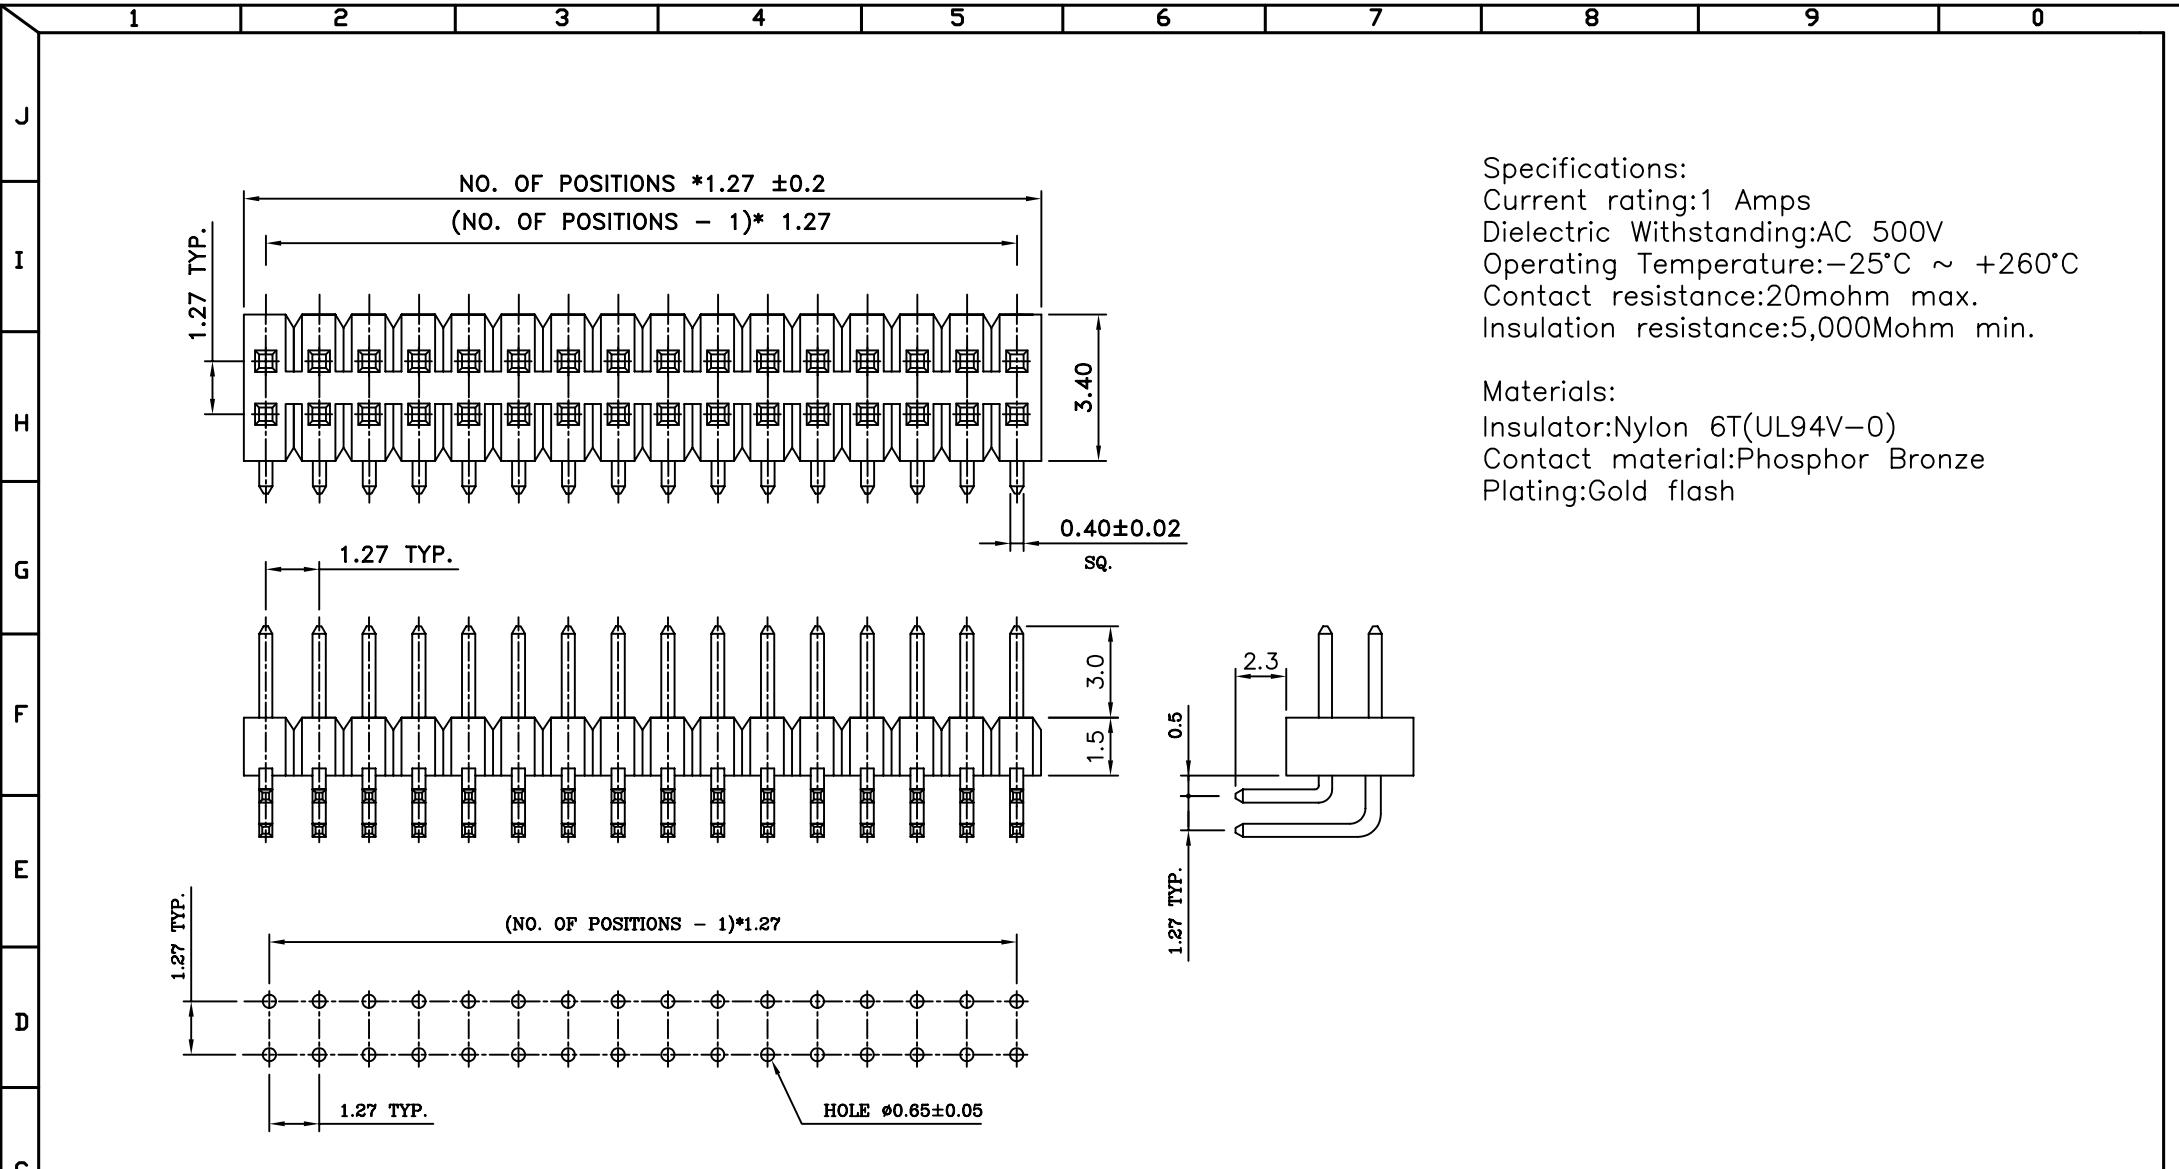 1 2 3 4 5 6 7 8 9 0
J
I
H
G
F
E
D
NO. OF POSITIONS *1.27 ±0.2
(NO. OF POSITIONS - 1)* 1.27
1.27 TYP.
3.40
0.40±0.02
SQ.
1.27 TYP.
Specifications:
Current rating:1 Amps
Dielectric Withstanding:AC 500V
Operating Temperature:-25°C ~ +260°C
Contact resistance:20mohm max.
Insulation resistance:5,000Mohm min.
Materials:
Insulator:Nylon 6T(UL94V-0)
Contact material:Phosphor Bronze
Plating:Gold flash
3.0
1.5
2.3
0.5
1.27 TYP.
(NO. OF POSITIONS - 1)*1.27
1.27 TYP.
1.27 TYP.
HOLE ø0.65±0.05